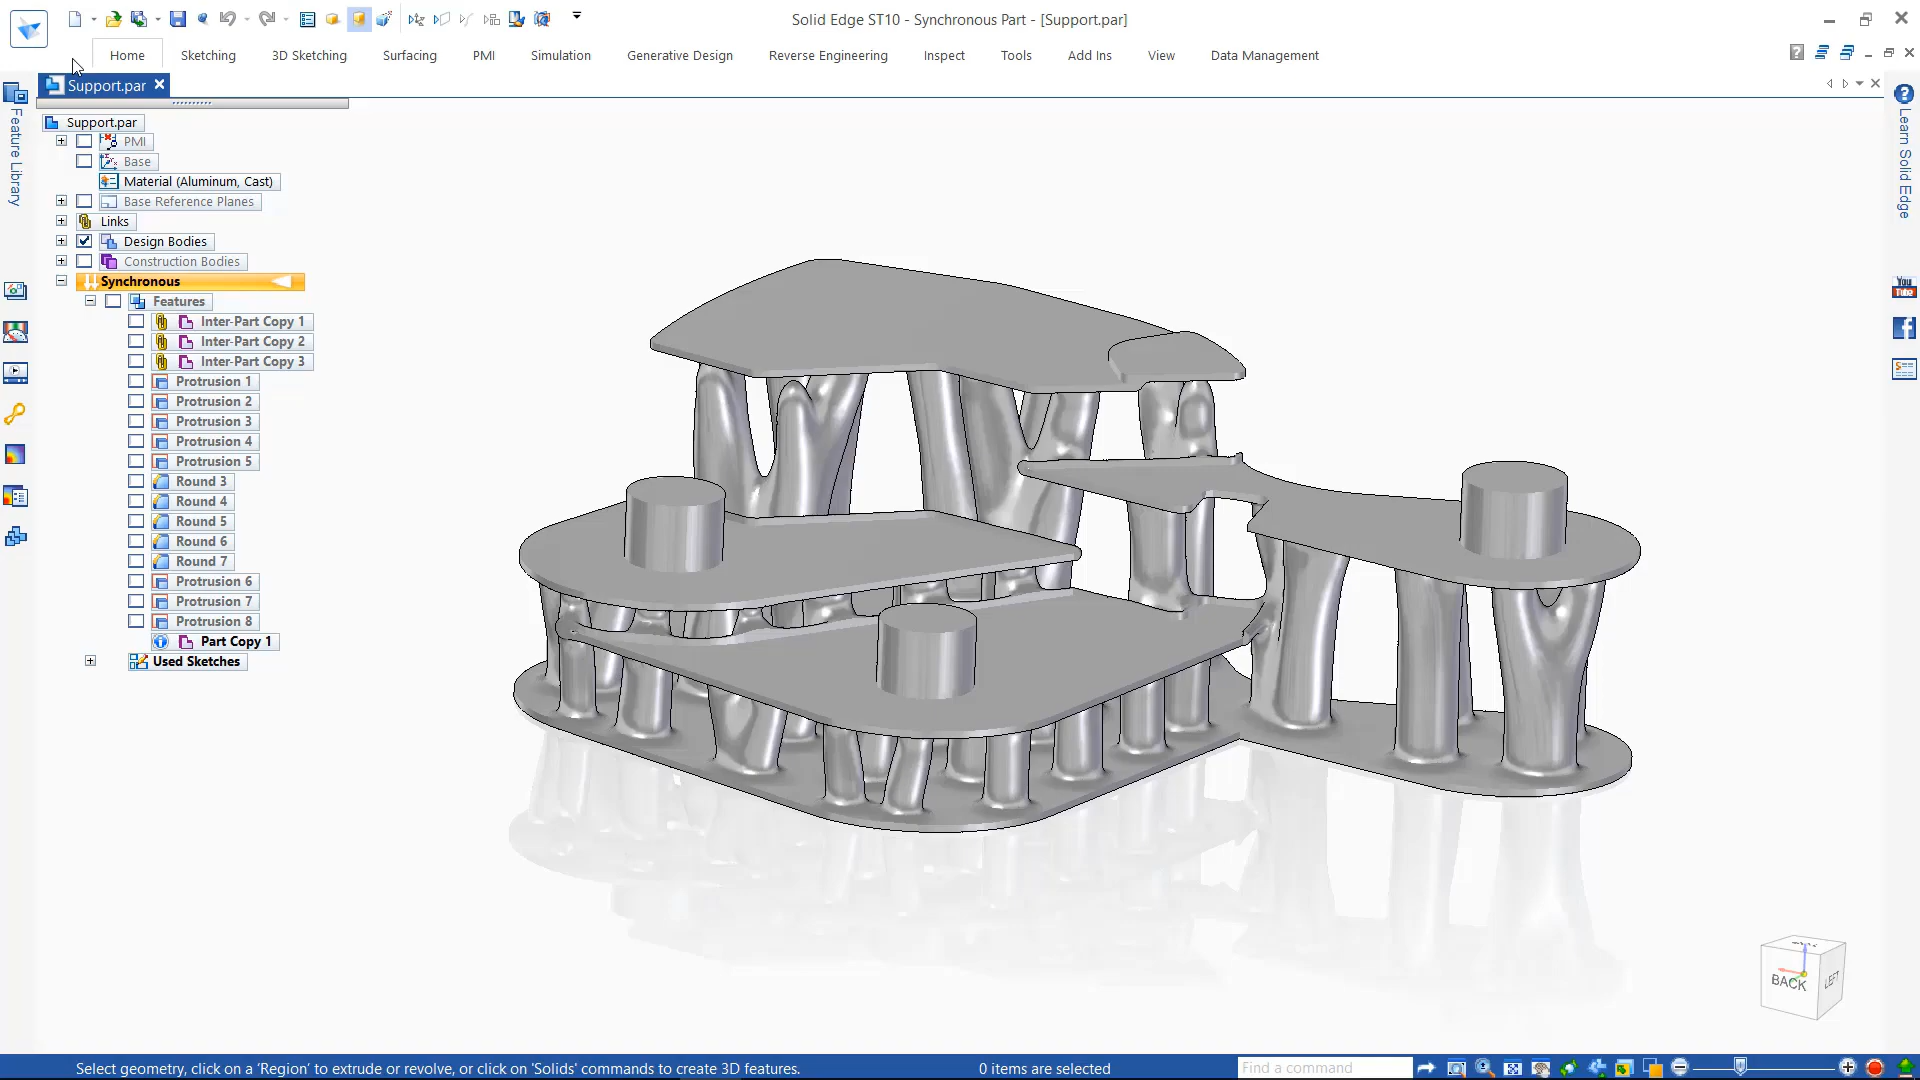 Solid Edge ST10 - Synchronous Part - [Support.par]
Home Sketching 3D Sketching Surfacing PMI Simulation Generative Design Reverse Engineering Inspect Tools Add Ins View Data Management
Support.par
Feature Library
Learn Solid Edge
You
Tube
Support.par
PMI
Base
Material (Aluminum, Cast)
Base Reference Planes
Links
Design Bodies
Construction Bodies
Synchronous
Features
Inter-Part Copy 1
Inter-Part Copy 2
Inter-Part Copy 3
Protrusion 1
Protrusion 2
Protrusion 3
Protrusion 4
Protrusion 5
Round 3
Round 4
Round 5
Round 6
Round 7
Protrusion 6
Protrusion 7
Protrusion 8
Part Copy 1
Used Sketches
BACK LEFT
Select geometry, click on a 'Region' to extrude or revolve, or click on 'Solids' commands to create 3D features.
0 items are selected
Find a command